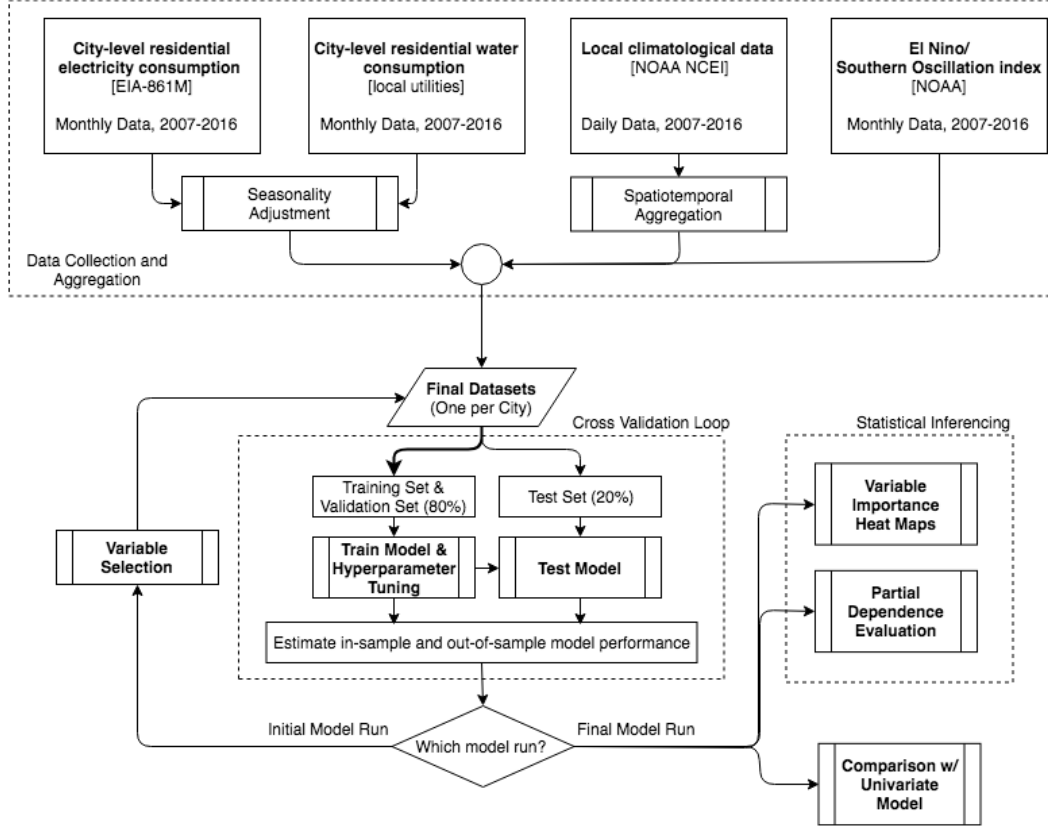 City-level residential
electricity consumption
[EIA-861M]
Monthly Data, 2007-2016
City-level residential water
consumption
[local utilities]
Monthly Data, 2007-2016
Local climatological data
[NOAA NCEI]
Daily Data, 2007-2016
El Nino/
Southern Oscillation index
[NOAA]
Monthly Data, 2007-2016
Seasonality
Adjustment
Spatiotemporal
Aggregation
Data Collection and
Aggregation
Final Datasets
(One per City)
Cross Validation Loop
Statistical Inferencing
Training Set &
Validation Set (80%)
Test Set (20%)
Variable
Importance
Heat Maps
Variable
Selection
Train Model &
Hyperparameter
Tuning
Test Model
Partial
Dependence
Evaluation
Estimate in-sample and out-of-sample model performance
Initial Model Run
Which model run?
Final Model Run
Comparison w/
Univariate
Model